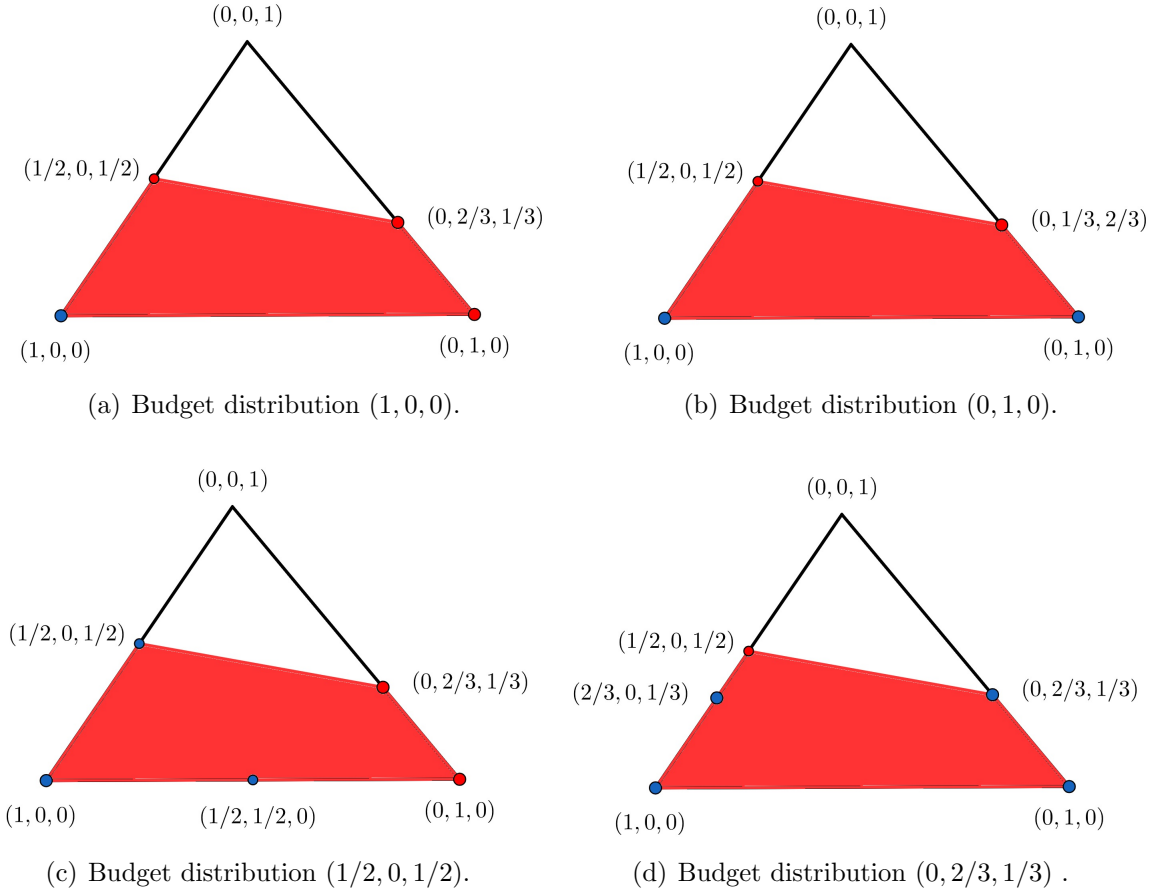 (0, 0, 1)
(1/2, 0, 1/2)
(0, 2/3, 1/3)
(1, 0, 0)
(0, 1, 0)
(a) Budget distribution (1, 0, 0).
(0, 0, 1)
(1/2, 0, 1/2)
(0, 1/3, 2/3)
(1, 0, 0)
(0, 1, 0)
(b) Budget distribution (0, 1, 0).
(0, 0, 1)
(1/2, 0, 1/2)
(0, 2/3, 1/3)
(1, 0, 0)
(1/2, 1/2, 0)
(0, 1, 0)
(c) Budget distribution (1/2, 0, 1/2).
(0, 0, 1)
(1/2, 0, 1/2)
(2/3, 0, 1/3)
(0, 2/3, 1/3)
(1, 0, 0)
(0, 1, 0)
(d) Budget distribution (0, 2/3, 1/3) .